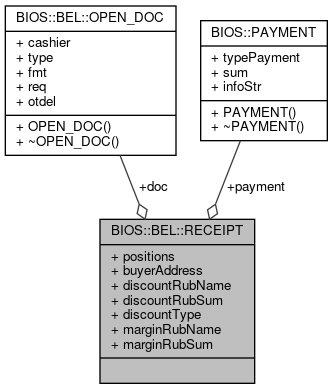 BIOS::BEL::OPEN_DOC
+ cashier
+ type
+ fmt
+ req
+ otdel
+ OPEN_DOC()
+ ~OPEN_DOC()
BIOS::PAYMENT
+ typePayment
+ sum
+ infoStr
+ PAYMENT()
+ ~PAYMENT()
+doc
+payment
BIOS::BEL::RECEIPT
+ positions
+ buyerAddress
+ discountRubName
+ discountRubSum
+ discountType
+ marginRubName
+ marginRubSum